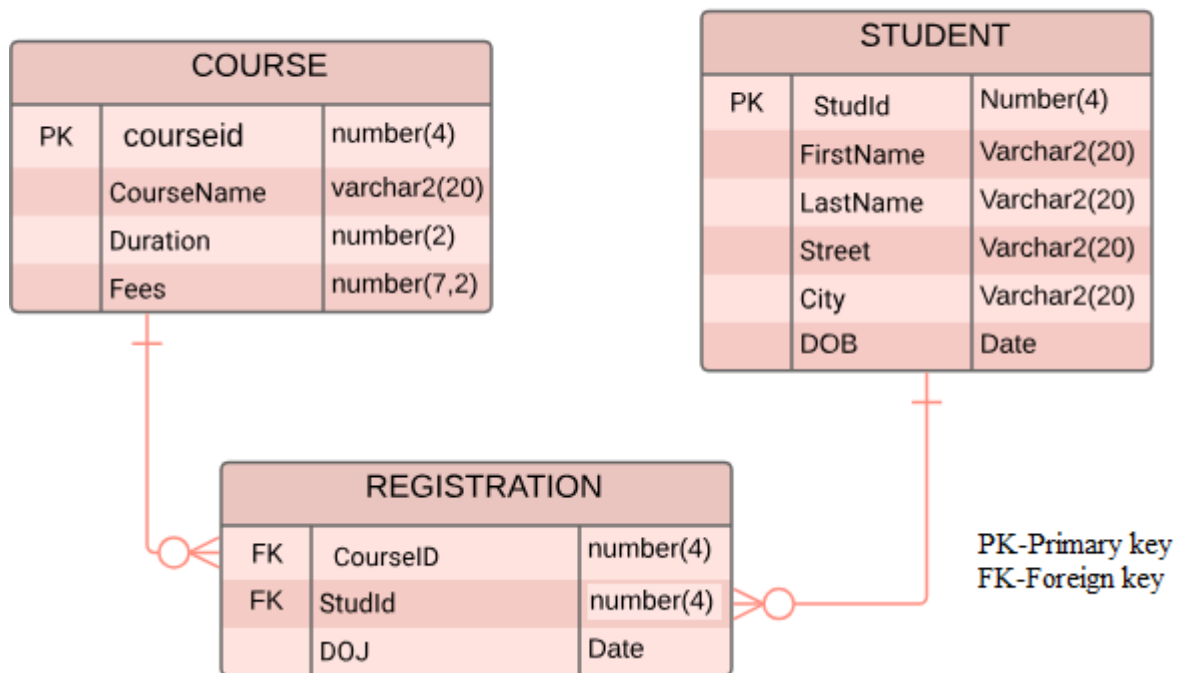 COURSE
PK courseid number(4)
CourseName varchar2(20)
Duration number(2)
Fees number(7,2)
STUDENT
PK StudId Number(4)
FirstName Varchar2(20)
LastName Varchar2(20)
Street Varchar2(20)
City Varchar2(20)
DOB Date
REGISTRATION
FK CourseID number(4)
FK StudId number(4)
DOJ Date
PK-Primary key
FK-Foreign key